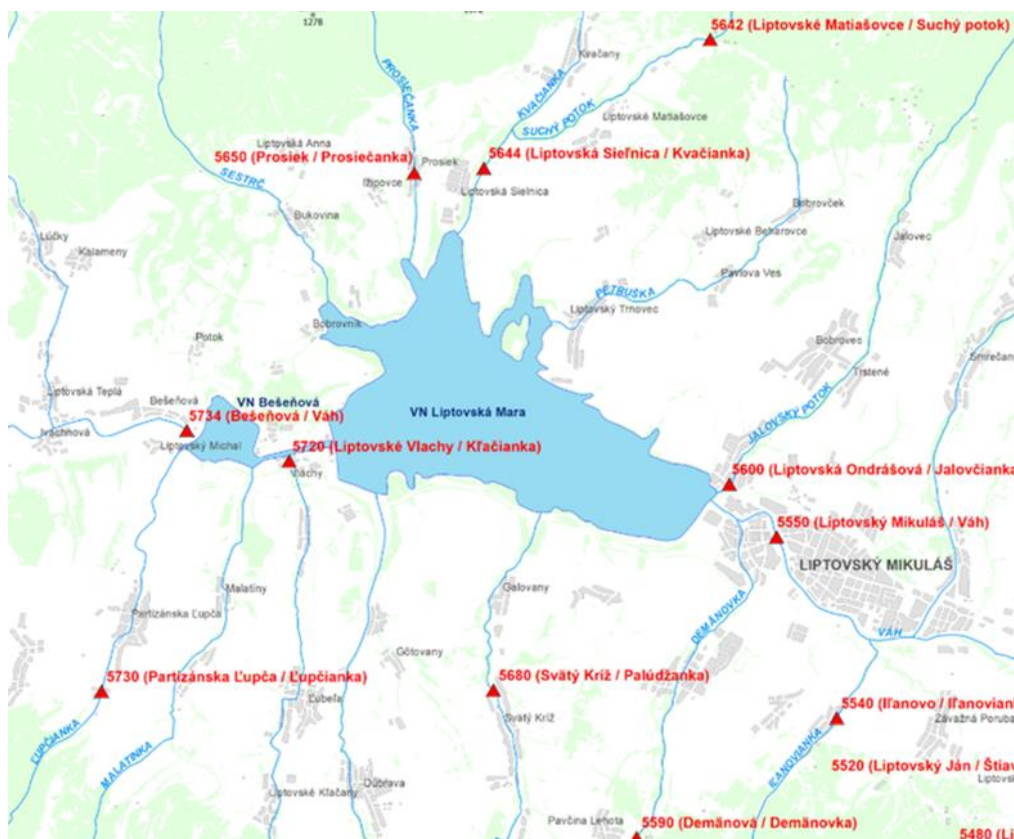 1278
5642 (Liptovské Matiašovce / Suchý potok)
Kvačany
PROSIEČANKA
KVAČIANKA
SUCHÝ POTOK
Liptovské Matiašovce
Liptovská Anna
5650 (Prosiek / Prosiečanka)
Prosiek
5644 (Liptovská Sieľnica / Kvačianka)
SESTRČ
Ižipovce
Liptovská Sielnica
Bobrovček
Bukovina
Lúčky
Kalameny
Liptovské Beharovce
Jalovec
Pavlova Ves
PETRUŠKA
Liptovský Trnovec
Bobrovník
Potok
Bobrovec
Trstené
Smrečan
Liptovská Teplá
Bešeňová
VN Bešeňová
VN Liptovská Mara
5734 (Bešeňová / Váh)
Ivachnová
Liptovský Michal
5720 (Liptovské Vlachy / Kľačianka)
Vlachy
JALOVSKÝ POTOK
5600 (Liptovská Ondrášová / Jalovčianka
5550 (Liptovský Mikuláš / Váh)
LIPTOVSKÝ MIKULÁŠ
Malatíny
Galovany
Partizánska Ľupča
DEMÄNOVKA
VÁH
Gôtovany
5730 (Partizánska Ľupča / Ľupčianka)
5680 (Svätý Kríž / Palúdžanka)
Ľubeľa
Svätý Kríž
5540 (Iľanovo / Iľanoviank
Závažná Poruba
ĽUPČIANKA
MALATINKA
IĽANOVIANKA
5520 (Liptovský Ján / Štiav
Liptovsk
Dúbrava
Liptovské Kľačany
Pavčina Lehota
5590 (Demänová / Demänovka)
5480 (Li